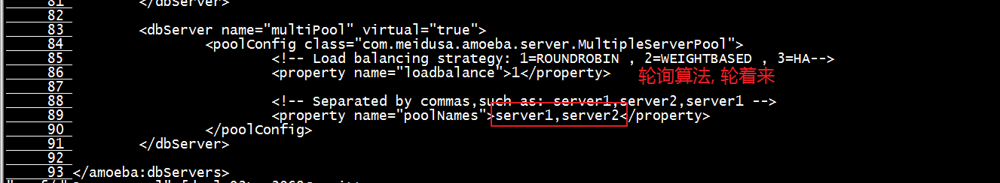 81 </dbServer>
82
83 <dbServer name="multiPool" virtual="true">
84 <poolConfig class="com.meidusa.amoeba.server.MultipleServerPool">
85 <!-- Load balancing strategy: 1=ROUNDROBIN , 2=WEIGHTBASED , 3=HA-->
86 <property name="loadbalance">1</property> 轮询算法, 轮着来
87
88 <!-- Separated by commas,such as: server1,server2,server1 -->
89 <property name="poolNames">server1,server2</property>
90 </poolConfig>
91 </dbServer>
92
93 </amoeba:dbServers>